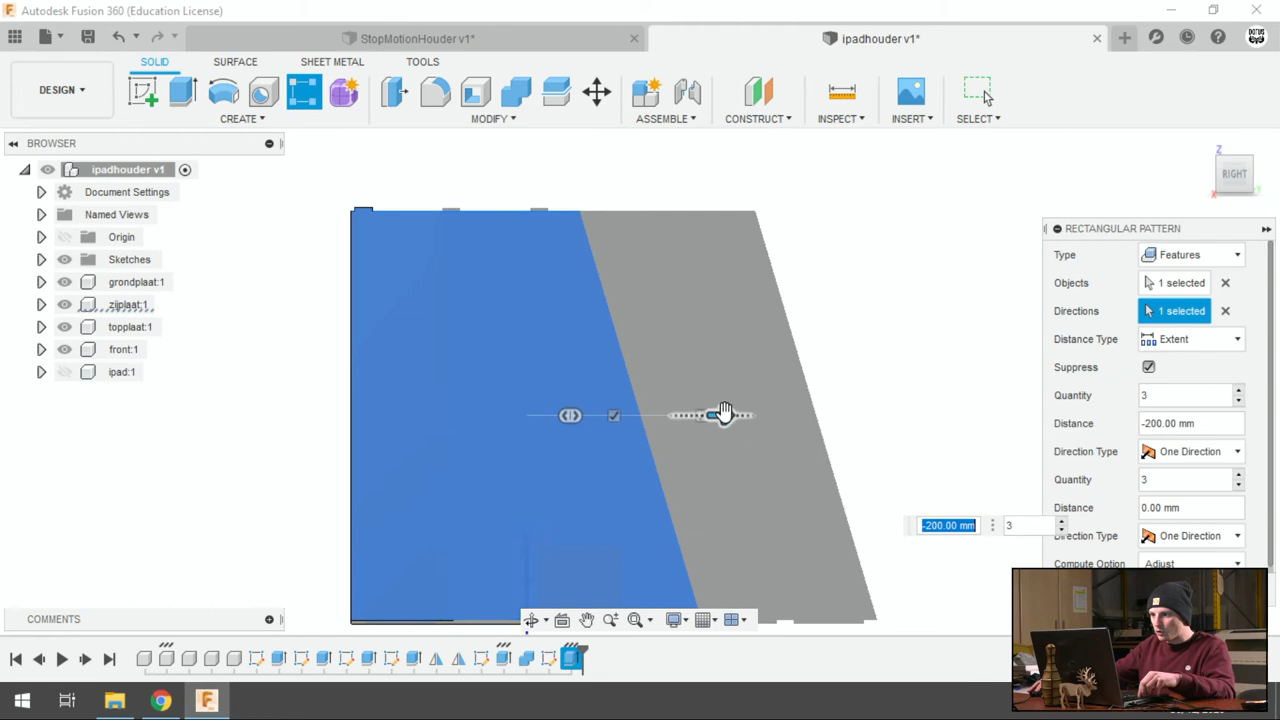 Autodesk Fusion 360 (Education License)
StopMotionHouder v1*
ipadhouder v1*
SOLID
SURFACE
SHEET METAL
TOOLS
DESIGN
CREATE
MODIFY
ASSEMBLE
CONSTRUCT
INSPECT
INSERT
SELECT
BROWSER
ipadhouder v1
Document Settings
Named Views
Origin
Sketches
grondplaat:1
zijplaat:1
topplaat:1
front:1
ipad:1
Z
RIGHT
X
RECTANGULAR PATTERN
Type Features
Objects 1 selected
Directions 1 selected
Distance Type Extent
Suppress
Quantity 3
Distance -200.00 mm
Direction Type One Direction
Quantity 3
Distance 0.00 mm
-200.00 mm 3
Direction Type One Direction
Compute Option Adjust
COMMENTS